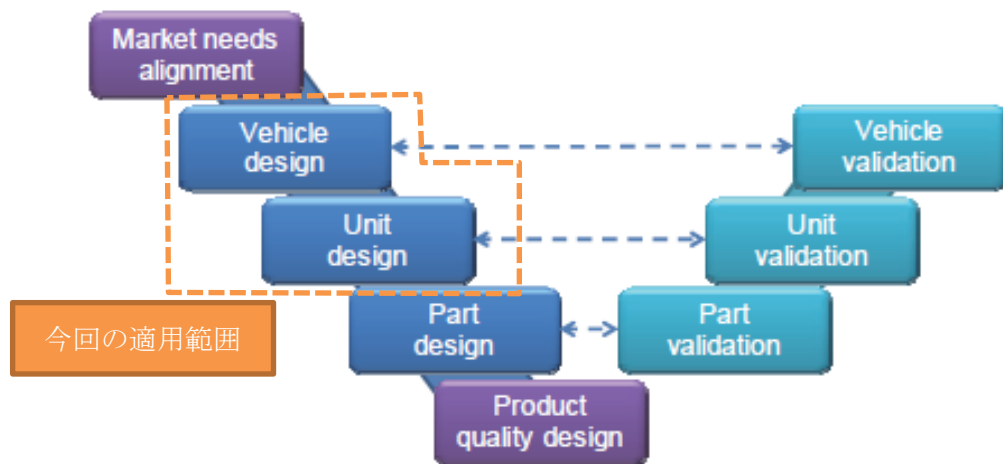 Market needs
alignment
Vehicle
design
Vehicle
validation
Unit
design
Unit
validation
今回の適用範囲
Part
design
Part
validation
Product
quality design